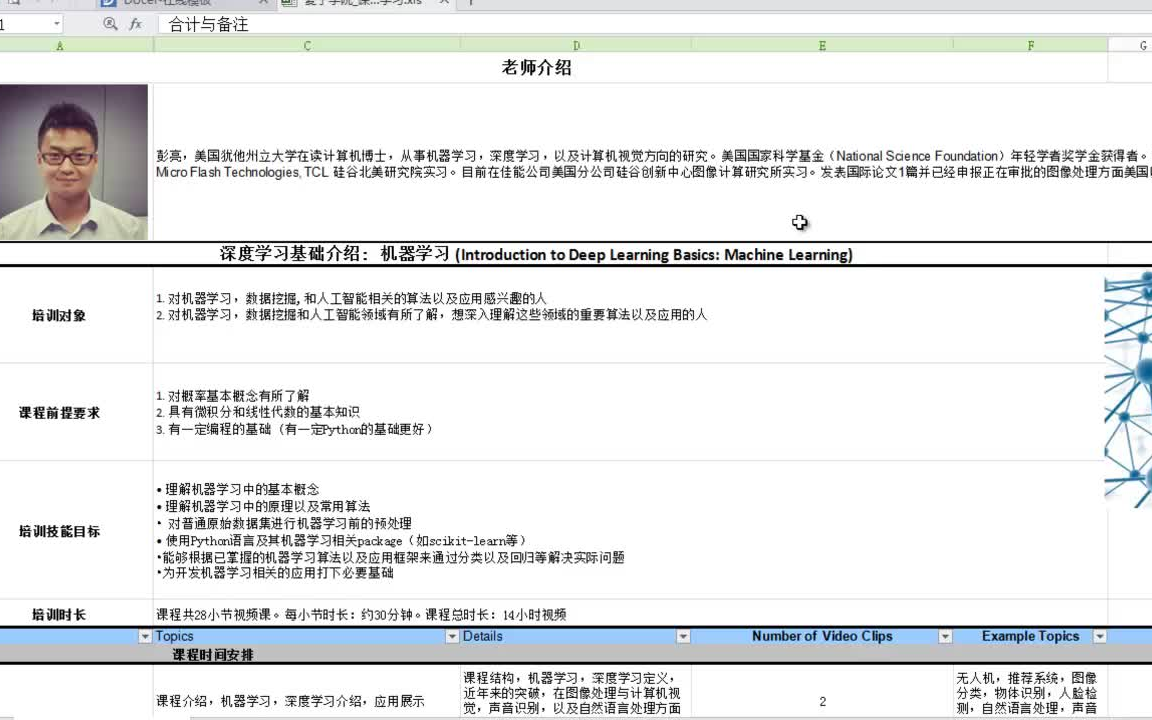 合计与备注
A C D E F G
老师介绍
彭亮，美国犹他州立大学在读计算机博士，从事机器学习，深度学习，以及计算机视觉方向的研究。美国国家科学基金（National Science Foundation）年轻学者奖学金获得者。
Micro Flash Technologies, TCL 硅谷北美研究院实习。目前在佳能公司美国分公司硅谷创新中心图像计算研究所实习。发表国际论文1篇并已经申报正在审批的图像处理方面美国
深度学习基础介绍：机器学习 (Introduction to Deep Learning Basics: Machine Learning)
培训对象
1. 对机器学习，数据挖掘, 和人工智能相关的算法以及应用感兴趣的人
2. 对机器学习，数据挖掘和人工智能领域有所了解，想深入理解这些领域的重要算法以及应用的人
课程前提要求
1. 对概率基本概念有所了解
2. 具有微积分和线性代数的基本知识
3. 有一定编程的基础（有一定Python的基础更好）
培训技能目标
• 理解机器学习中的基本概念
• 理解机器学习中的原理以及常用算法
• 对普通原始数据集进行机器学习前的预处理
• 使用Python语言及其机器学习相关package（如scikit-learn等）
•能够根据已掌握的机器学习算法以及应用框架来通过分类以及回归等解决实际问题
•为开发机器学习相关的应用打下必要基础
培训时长
课程共28小节视频课。每小节时长：约30分钟。课程总时长：14小时视频
Topics Details Number of Video Clips Example Topics
课程时间安排
课程介绍，机器学习，深度学习介绍，应用展示
课程结构，机器学习，深度学习定义，
近年来的突破，在图像处理与计算机视
觉，声音识别，以及自然语言处理方面
2
无人机，推荐系统，图像
分类，物体识别，人脸检
测，自然语言处理，声音